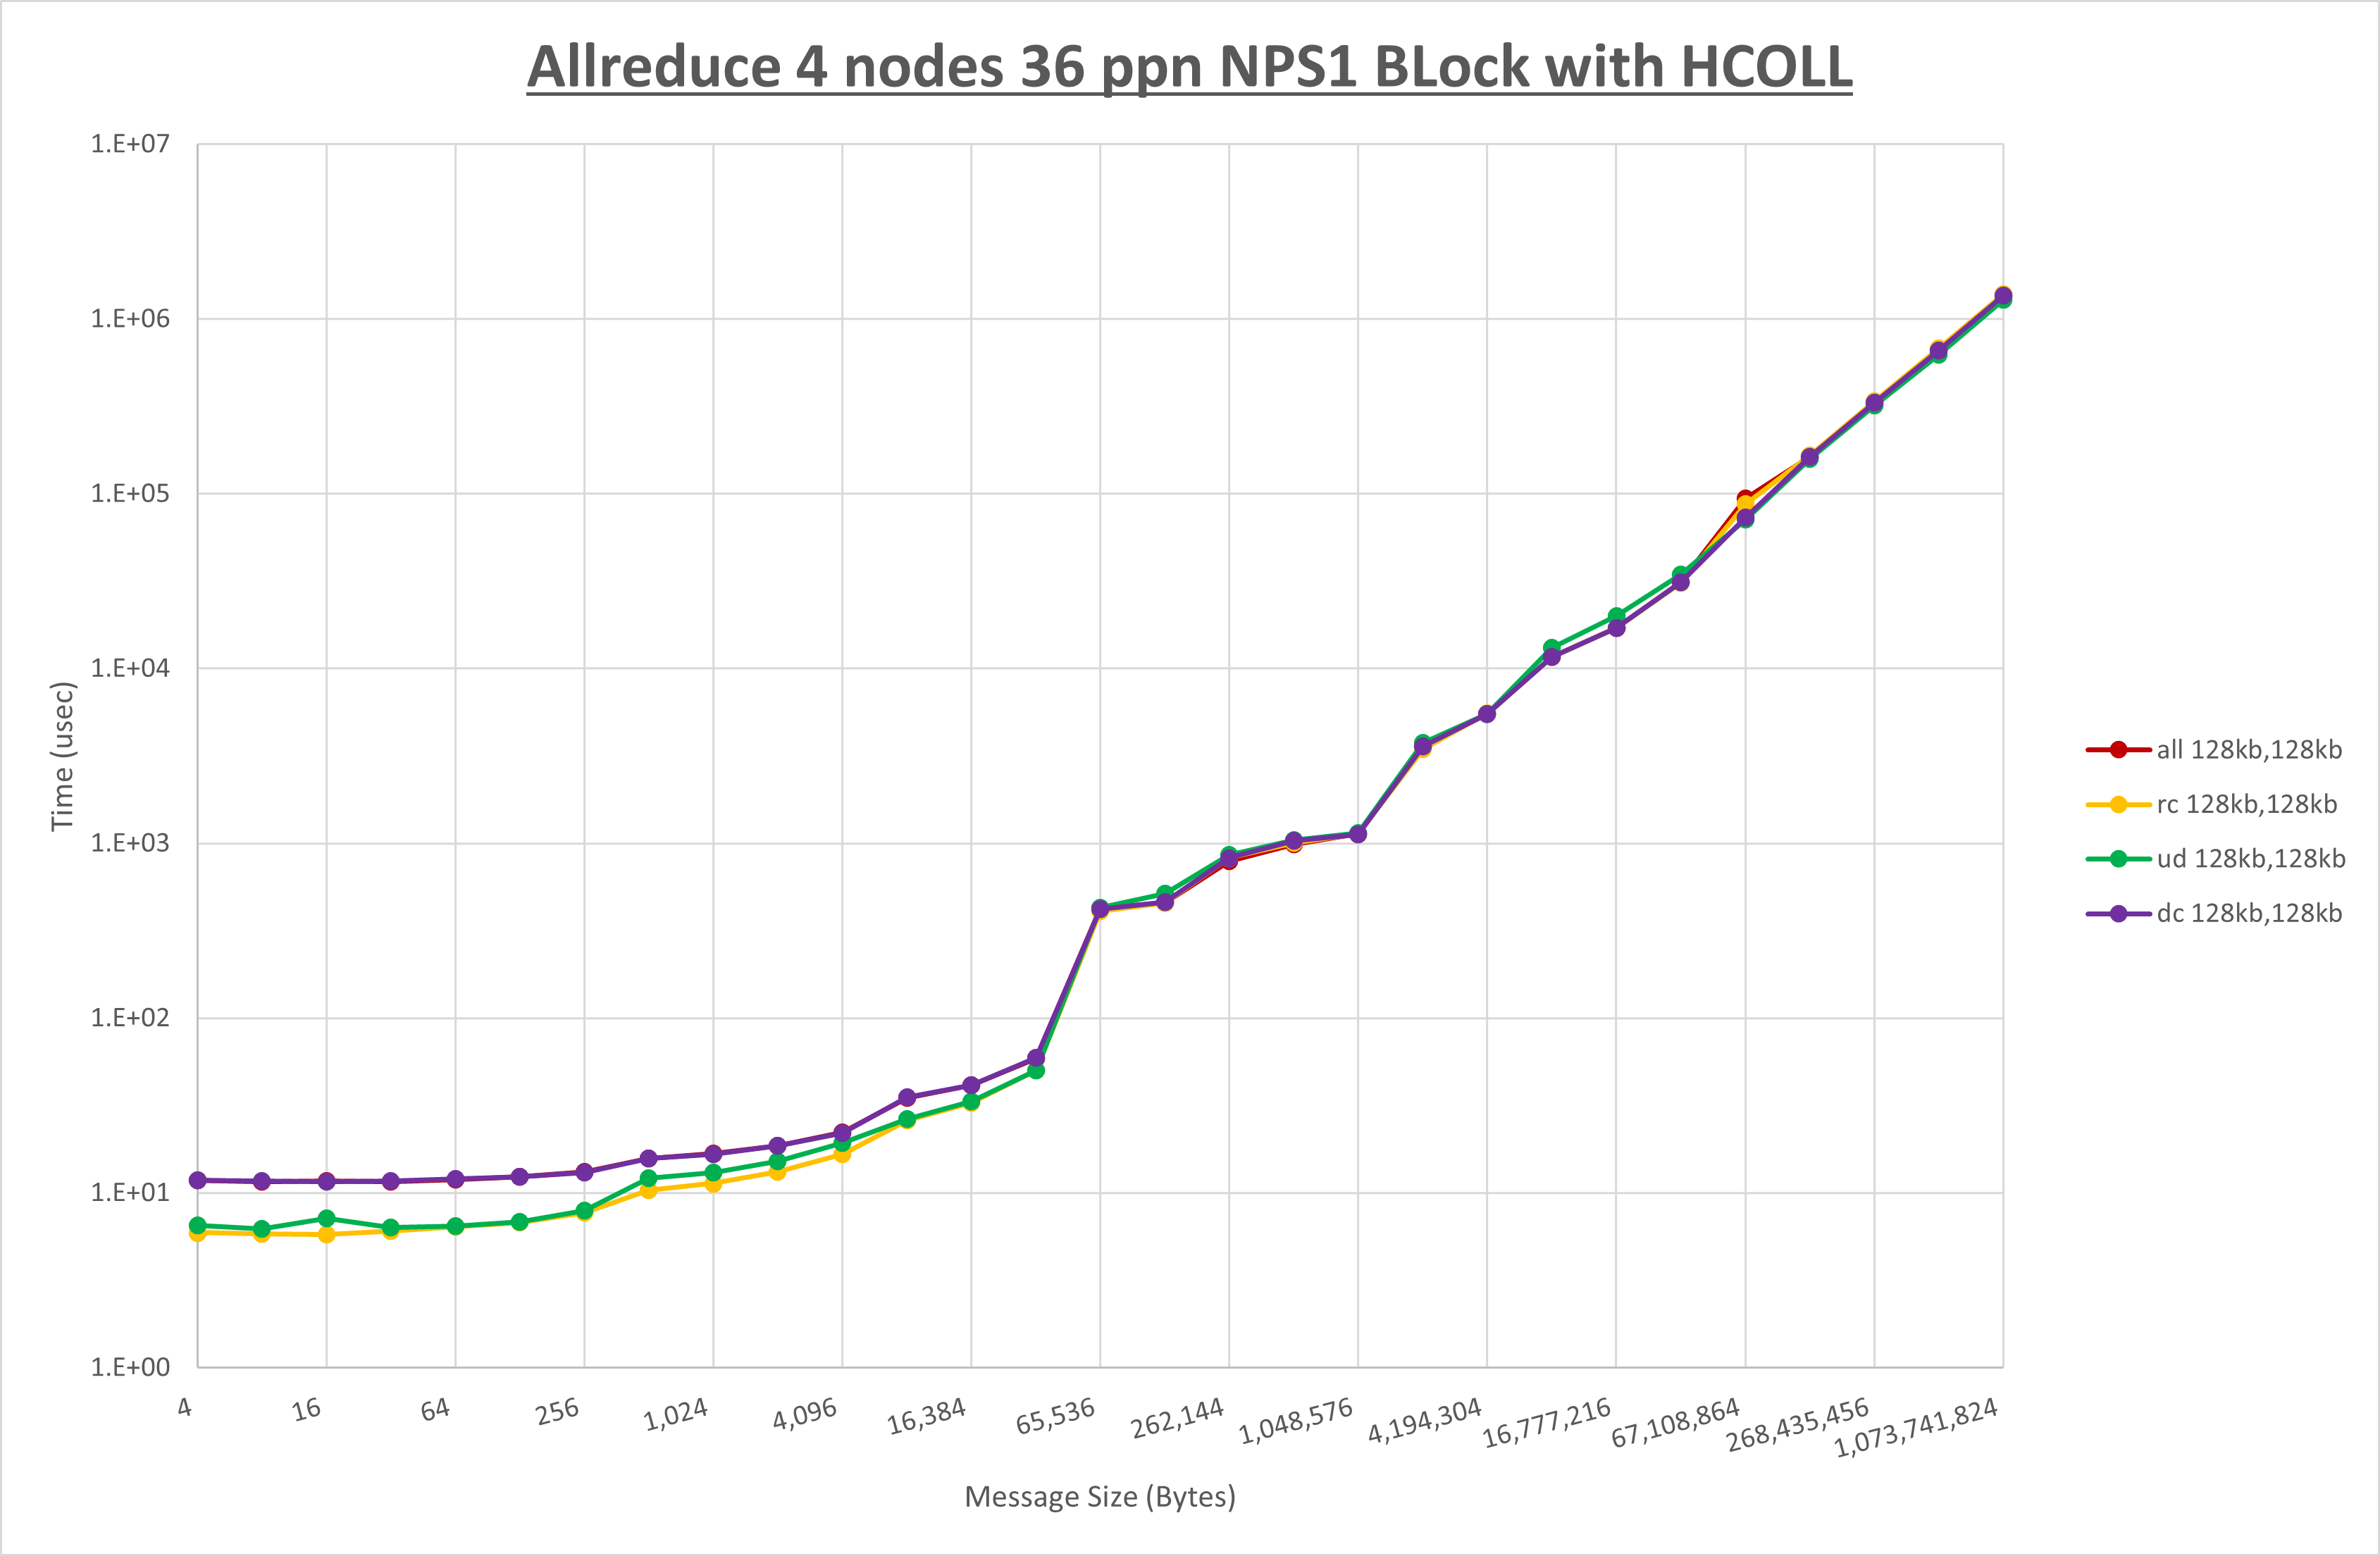 Allreduce 4 nodes 36 ppn NPS1 BLock with HCOLL
1.E+07
1.E+06
1.E+05
1.E+04
1.E+03
1.E+02
1.E+01
1.E+00
Time (usec)
4
16
64
256
1,024
4,096
16,384
65,536
262,144
1,048,576
4,194,304
16,777,216
67,108,864
268,435,456
1,073,741,824
Message Size (Bytes)
all 128kb,128kb
rc 128kb,128kb
ud 128kb,128kb
dc 128kb,128kb